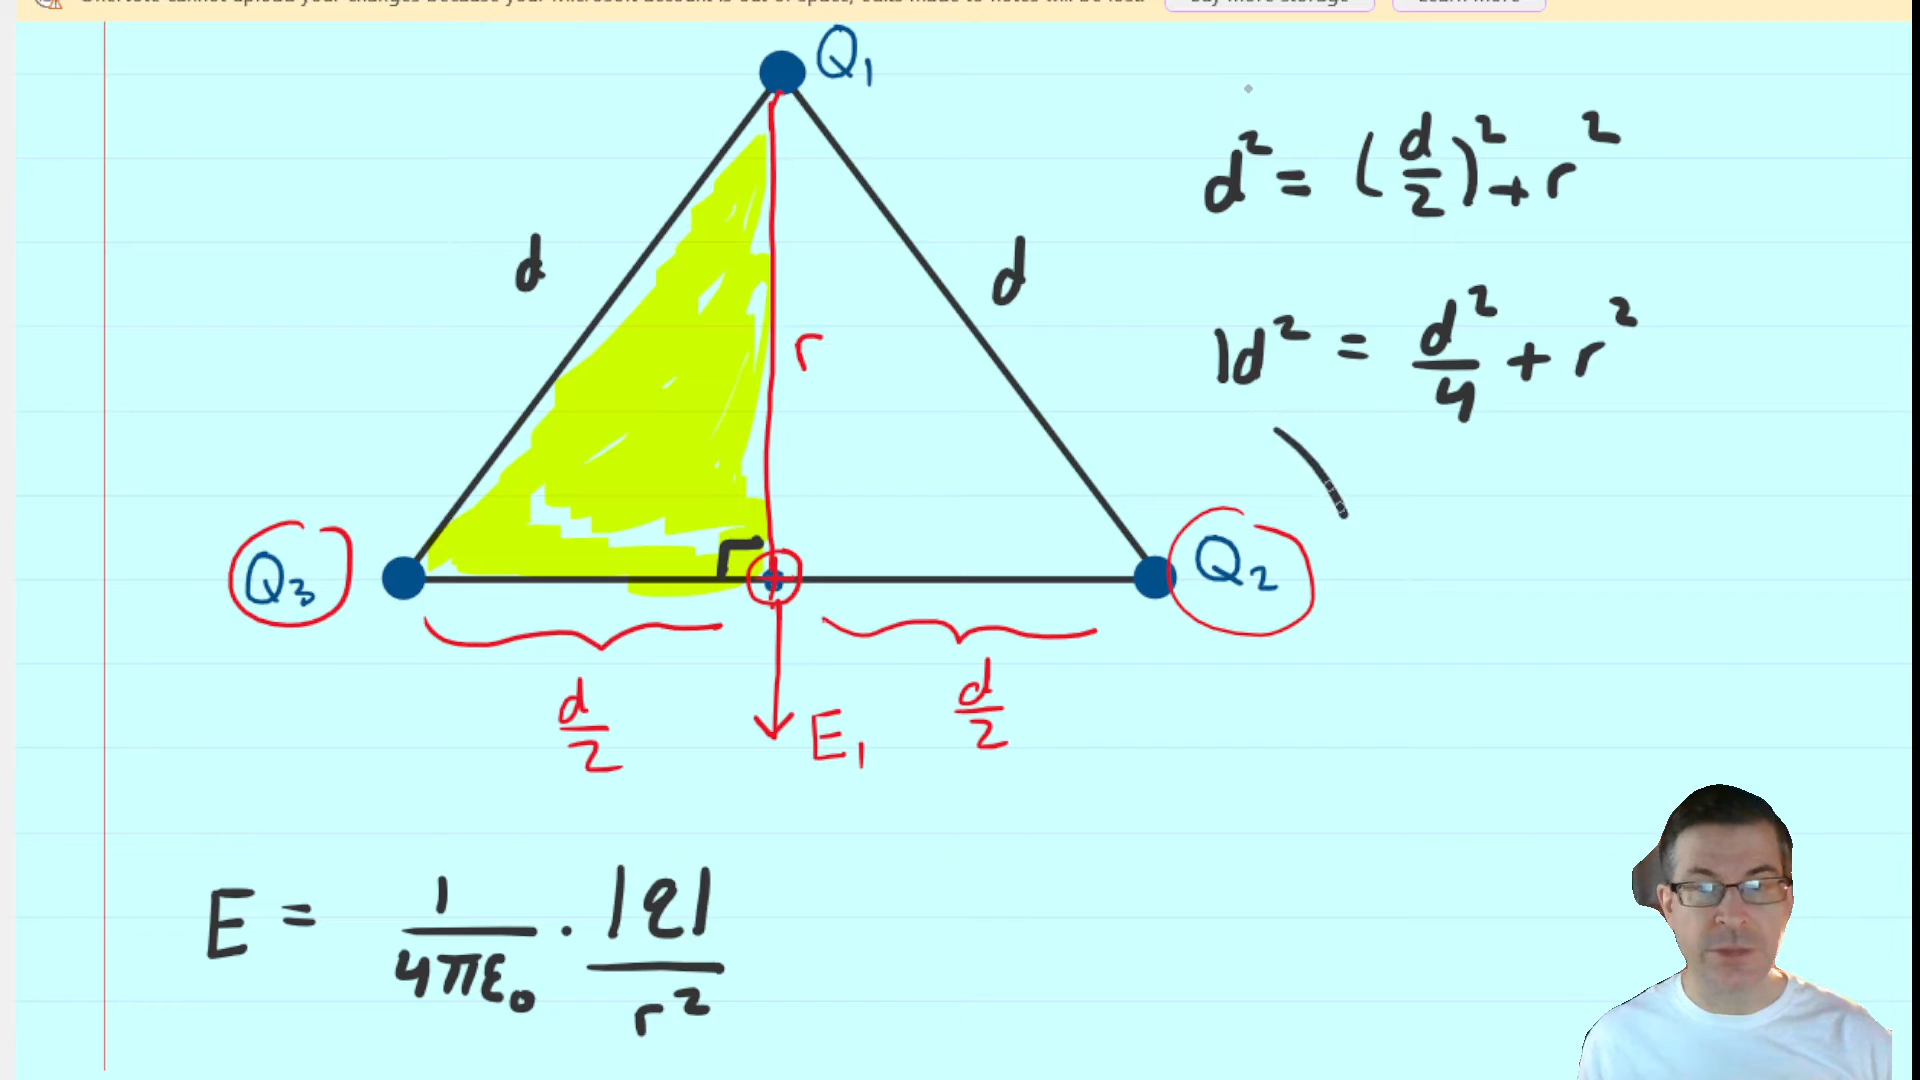 Q₁
d² = (d/2)² + r²
d
d
1d² = d²/4 + r²
r
Q₃
Q₂
d/2
d/2
E₁
E = 1/4πε₀ · |q|/r²